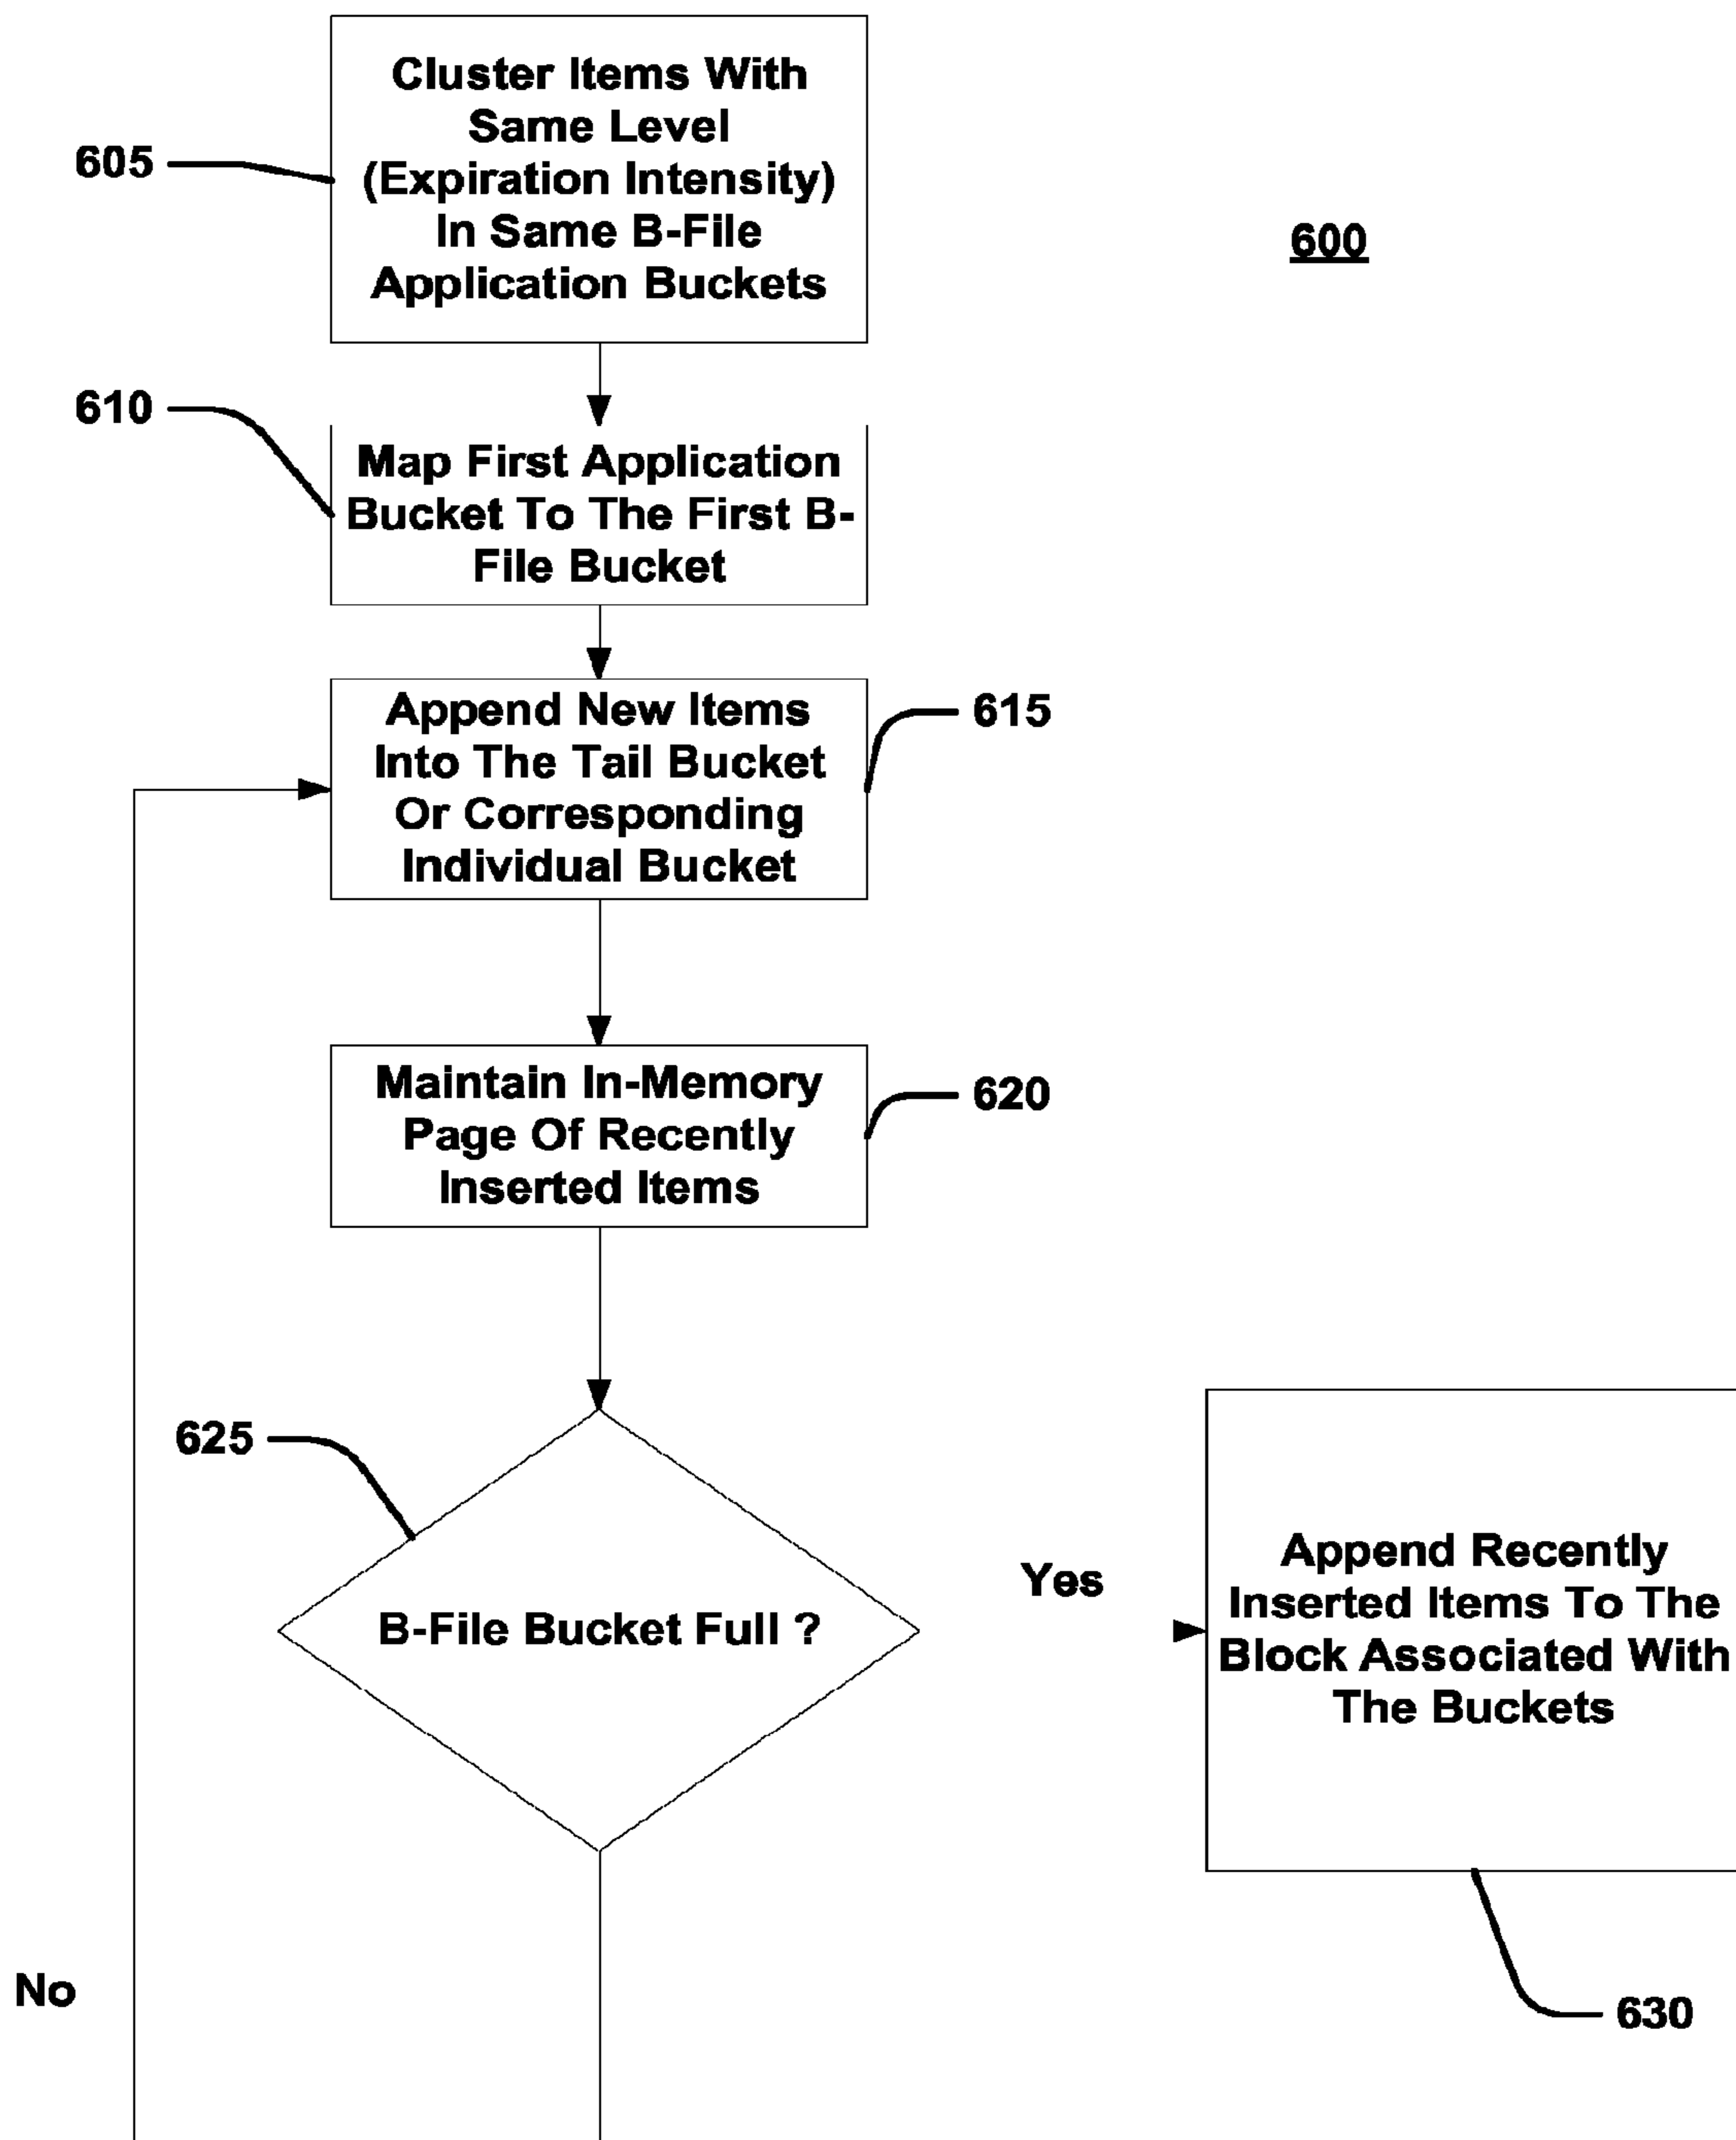 Cluster Items With
Same Level
(Expiration Intensity)
In Same B-File
Application Buckets
605
600
610
Map First Application
Bucket To The First B-
File Bucket
Append New Items
Into The Tail Bucket
Or Corresponding
Individual Bucket
615
Maintain In-Memory
Page Of Recently
Inserted Items
620
625
B-File Bucket Full ?
Yes
Append Recently
Inserted Items To The
Block Associated With
The Buckets
No
630